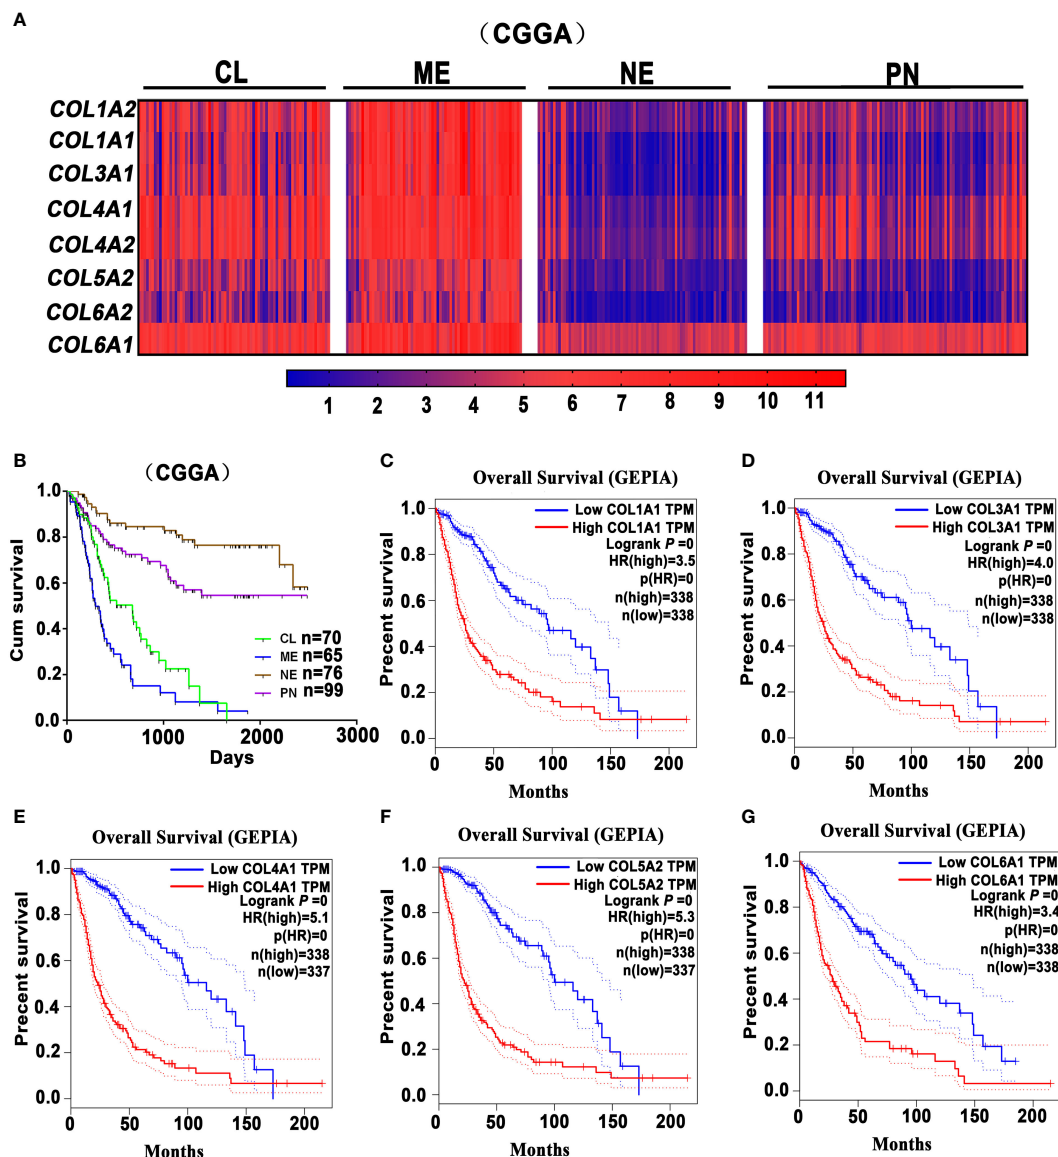 A
（CGGA）
CL ME NE PN
COL1A2
COL1A1
COL3A1
COL4A1
COL4A2
COL5A2
COL6A2
COL6A1
1 2 3 4 5 6 7 8 9 10 11
B
（CGGA）
Cum survival
1.0
0.8
0.6
0.4
0.2
0.0
CL n=70
ME n=65
NE n=76
PN n=99
0 1000 2000 3000
Days
C
Overall Survival (GEPIA)
Precent survival
1.0
0.8
0.6
0.4
0.2
0.0
Low COL1A1 TPM
High COL1A1 TPM
Logrank P =0
HR(high)=3.5
p(HR)=0
n(high)=338
n(low)=338
0 50 100 150 200
Months
D
Overall Survival (GEPIA)
Precent survival
1.0
0.8
0.6
0.4
0.2
0.0
Low COL3A1 TPM
High COL3A1 TPM
Logrank P =0
HR(high)=4.0
p(HR)=0
n(high)=338
n(low)=338
0 50 100 150 200
Months
E
Overall Survival (GEPIA)
Precent survival
1.0
0.8
0.6
0.4
0.2
0.0
Low COL4A1 TPM
High COL4A1 TPM
Logrank P =0
HR(high)=5.1
p(HR)=0
n(high)=338
n(low)=337
0 50 100 150 200
Months
F
Overall Survival (GEPIA)
Precent survival
1.0
0.8
0.6
0.4
0.2
0.0
Low COL5A2 TPM
High COL5A2 TPM
Logrank P =0
HR(high)=5.3
p(HR)=0
n(high)=338
n(low)=337
0 50 100 150 200
Months
G
Overall Survival (GEPIA)
Precent survival
1.0
0.8
0.6
0.4
0.2
0.0
Low COL6A1 TPM
High COL6A1 TPM
Logrank P =0
HR(high)=3.4
p(HR)=0
n(high)=338
n(low)=338
0 50 100 150 200
Months